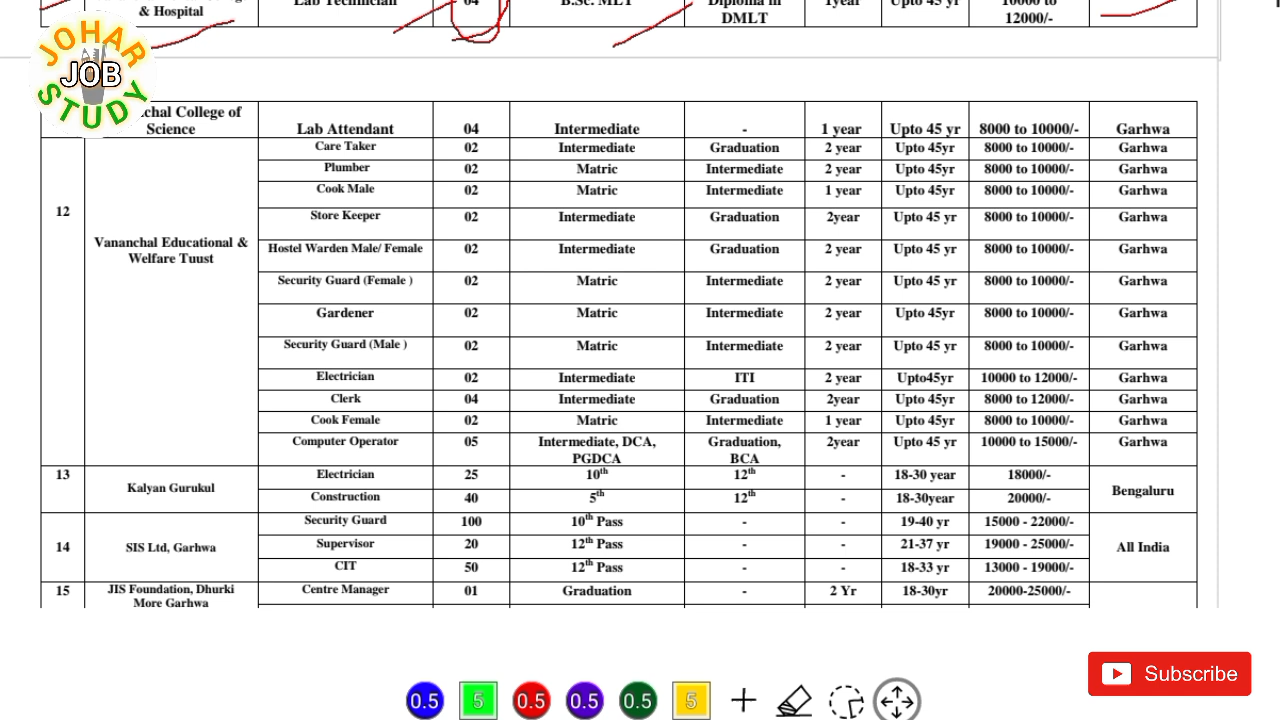 & Hospital Lab Technician 04 B.Sc. MLT Diploma in DMLT 1year Upto 45 yr 10000 to 12000/-
JOHAR
JOB
STUDY
chal College of Science Lab Attendant 04 Intermediate - 1 year Upto 45 yr 8000 to 10000/- Garhwa
12 Vananchal Educational & Welfare Tuust
Care Taker 02 Intermediate Graduation 2 year Upto 45yr 8000 to 10000/- Garhwa
Plumber 02 Matric Intermediate 2 year Upto 45yr 8000 to 10000/- Garhwa
Cook Male 02 Matric Intermediate 1 year Upto 45yr 8000 to 10000/- Garhwa
Store Keeper 02 Intermediate Graduation 2year Upto 45 yr 8000 to 10000/- Garhwa
Hostel Warden Male/ Female 02 Intermediate Graduation 2 year Upto 45 yr 8000 to 10000/- Garhwa
Security Guard (Female ) 02 Matric Intermediate 2 year Upto 45 yr 8000 to 10000/- Garhwa
Gardener 02 Matric Intermediate 2 year Upto 45 yr 8000 to 10000/- Garhwa
Security Guard (Male ) 02 Matric Intermediate 2 year Upto 45 yr 8000 to 10000/- Garhwa
Electrician 02 Intermediate ITI 2 year Upto45yr 10000 to 12000/- Garhwa
Clerk 04 Intermediate Graduation 2year Upto 45yr 8000 to 12000/- Garhwa
Cook Female 02 Matric Intermediate 1 year Upto 45yr 8000 to 10000/- Garhwa
Computer Operator 05 Intermediate, DCA, PGDCA Graduation, BCA 2year Upto 45 yr 10000 to 15000/- Garhwa
13 Kalyan Gurukul Electrician 25 10th 12th - 18-30 year 18000/- Bengaluru
Construction 40 5th 12th - 18-30year 20000/-
14 SIS Ltd, Garhwa Security Guard 100 10th Pass - - 19-40 yr 15000 - 22000/- All India
Supervisor 20 12th Pass - - 21-37 yr 19000 - 25000/-
CIT 50 12th Pass - - 18-33 yr 13000 - 19000/-
15 JIS Foundation, Dhurki More Garhwa Centre Manager 01 Graduation - 2 Yr 18-30yr 20000-25000/-
Subscribe
0.5 5 0.5 0.5 0.5 5